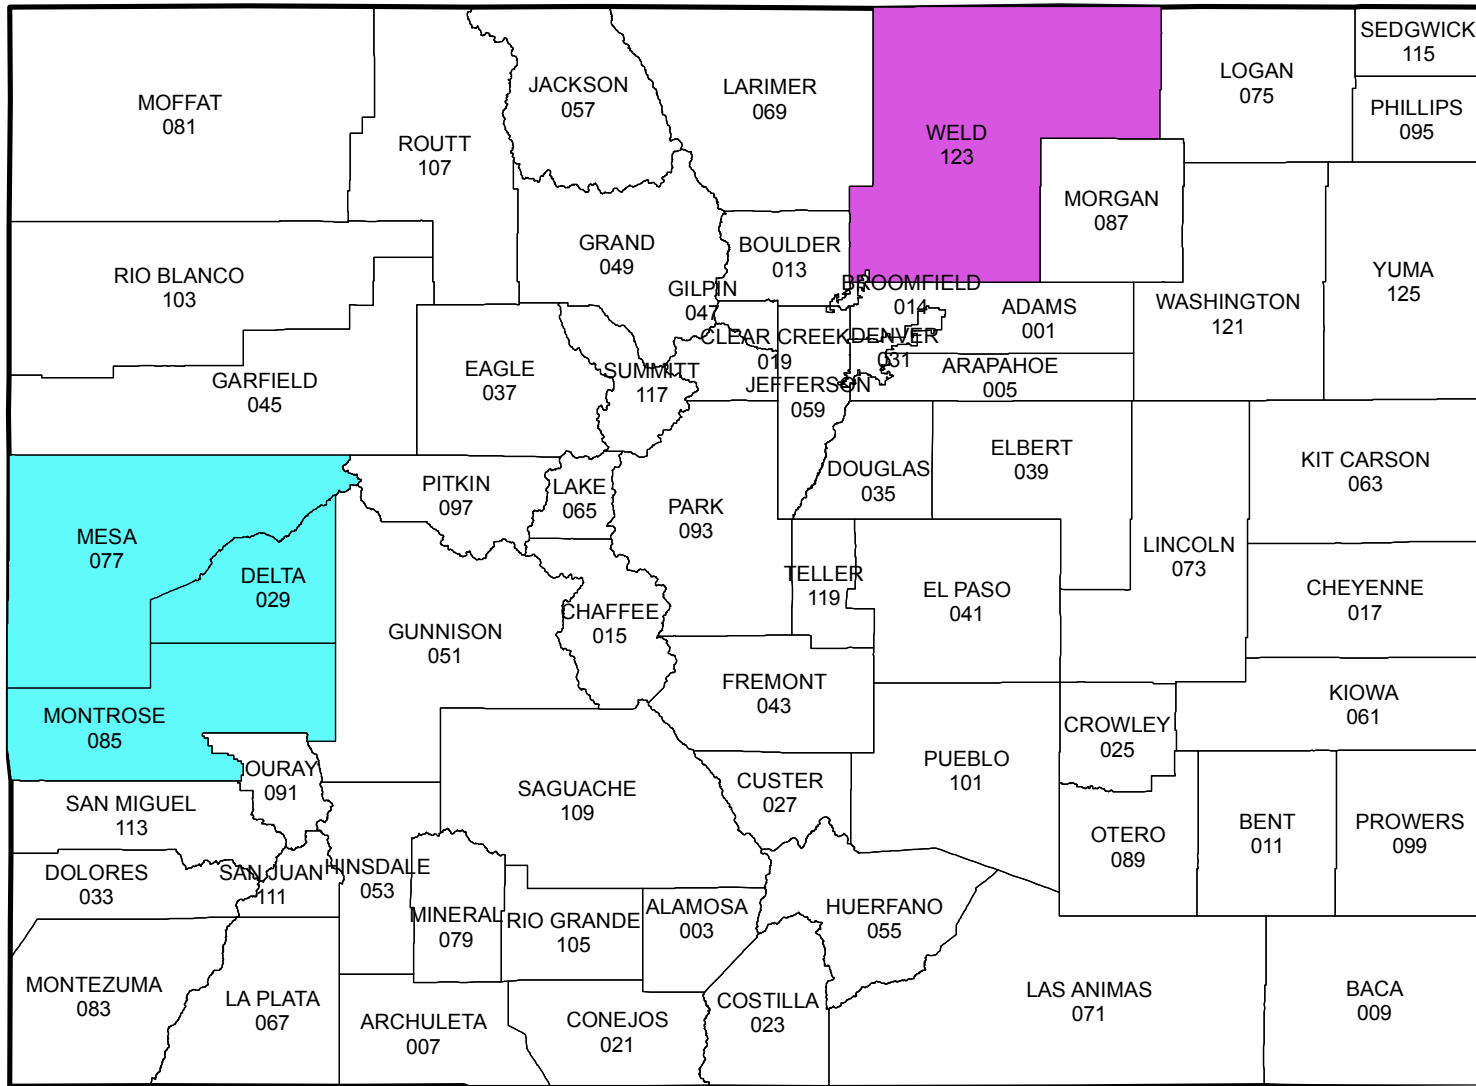 MOFFAT
081
ROUTT
107
JACKSON
057
LARIMER
069
WELD
123
LOGAN
075
SEDGWICK
115
PHILLIPS
095
MORGAN
087
RIO BLANCO
103
GRAND
049
BOULDER
013
GILPIN
047
BROOMFIELD
014
ADAMS
001
WASHINGTON
121
YUMA
125
GARFIELD
045
EAGLE
037
SUMMITT
117
CLEAR CREEK
019
DENVER
031
ARAPAHOE
005
JEFFERSON
059
DOUGLAS
035
ELBERT
039
KIT CARSON
063
MESA
077
PITKIN
097
LAKE
065
PARK
093
LINCOLN
073
DELTA
029
TELLER
119
EL PASO
041
CHEYENNE
017
GUNNISON
051
CHAFFEE
015
FREMONT
043
MONTROSE
085
KIOWA
061
CROWLEY
025
OURAY
091
PUEBLO
101
SAN MIGUEL
113
SAGUACHE
109
CUSTER
027
OTERO
089
BENT
011
PROWERS
099
DOLORES
033
SAN JUAN
111
HINSDALE
053
MINERAL
079
RIO GRANDE
105
ALAMOSA
003
HUERFANO
055
MONTEZUMA
083
LA PLATA
067
ARCHULETA
007
CONEJOS
021
COSTILLA
023
LAS ANIMAS
071
BACA
009